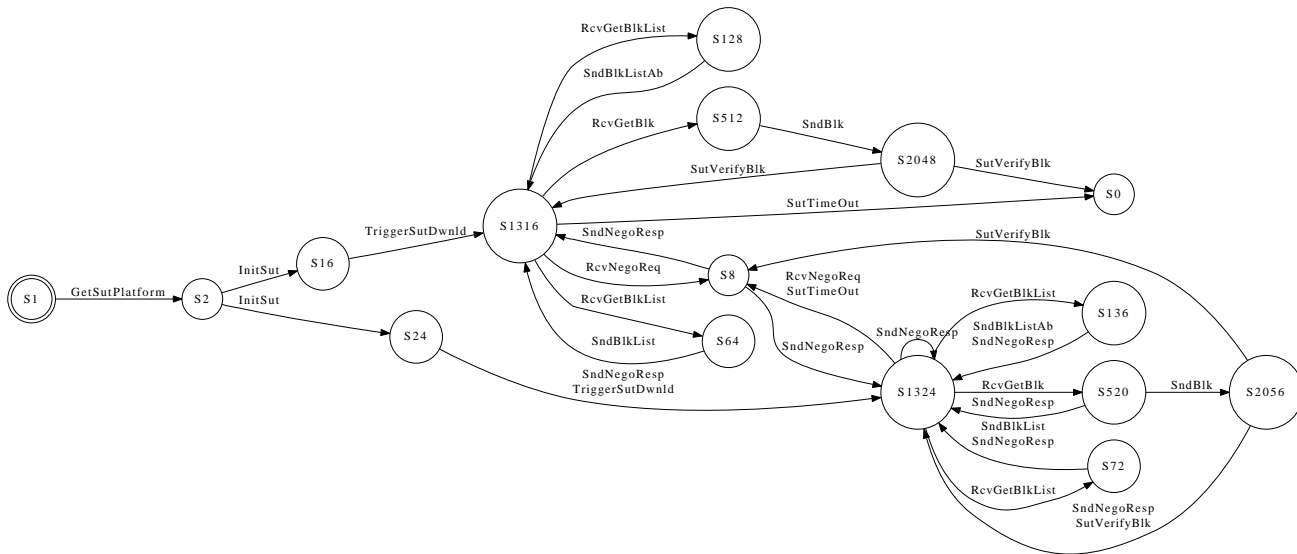 RcvGetBlkList
S128
SndBlkListAb
S512
RcvGetBlk
SndBlk
S2048
SutVerifyBlk
SutVerifyBlk
S0
SutTimeOut
S1316
TriggerSutDwnld
SndNegoResp
SutVerifyBlk
S16
InitSut
RcvNegoReq
S8
RcvNegoReq
SutTimeOut
S1
GetSutPlatform
S2
InitSut
RcvGetBlkList
RcvGetBlkList
S136
SndBlkListAb
SndNegoResp
SndNegoResp
S24
SndBlkList
S64
SndNegoResp
SndNegoResp
TriggerSutDwnld
S1324
RcvGetBlk
SndNegoResp
S520
SndBlk
S2056
SndBlkList
SndNegoResp
S72
RcvGetBlkList
SndNegoResp
SutVerifyBlk